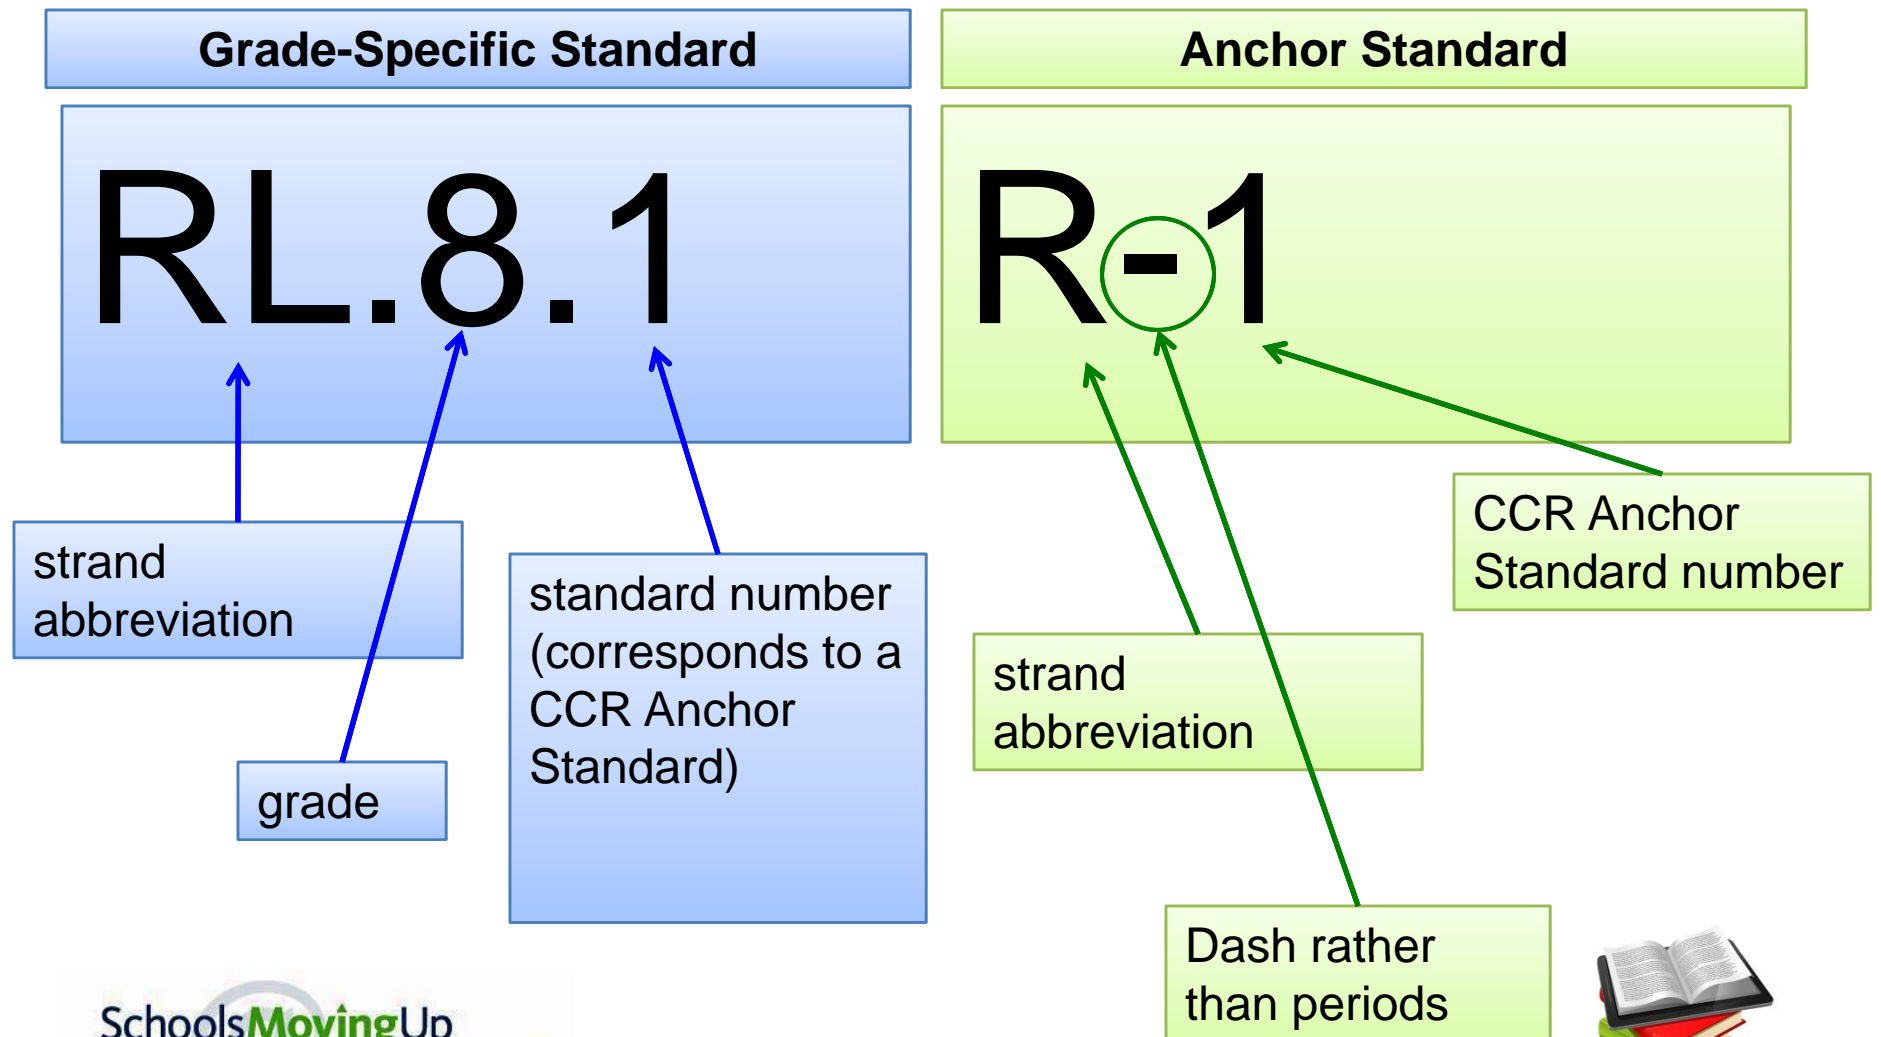 Grade-Specific Standard
RL.8.1
strand
abbreviation
grade
standard number
(corresponds to a
CCR Anchor
Standard)
Anchor Standard
R-1
CCR Anchor
Standard number
strand
abbreviation
Dash rather
than periods
SchoolsMovingUp